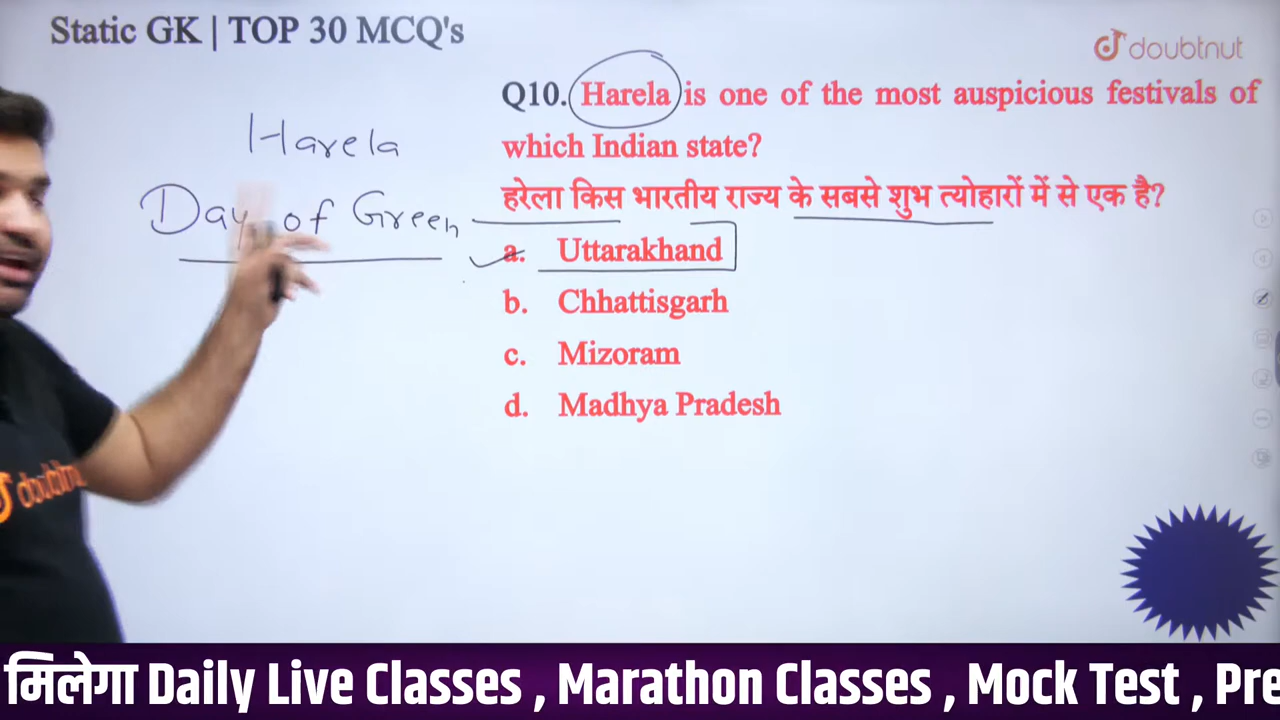 Static GK | TOP 30 MCQ's
doubtnut
Q10. Harela is one of the most auspicious festivals of
which Indian state?
हरेला किस भारतीय राज्य के सबसे शुभ त्योहारों में से एक है?
a. Uttarakhand
b. Chhattisgarh
c. Mizoram
d. Madhya Pradesh
Harela
Day of Green
मिलेगा Daily Live Classes , Marathon Classes , Mock Test , Pre